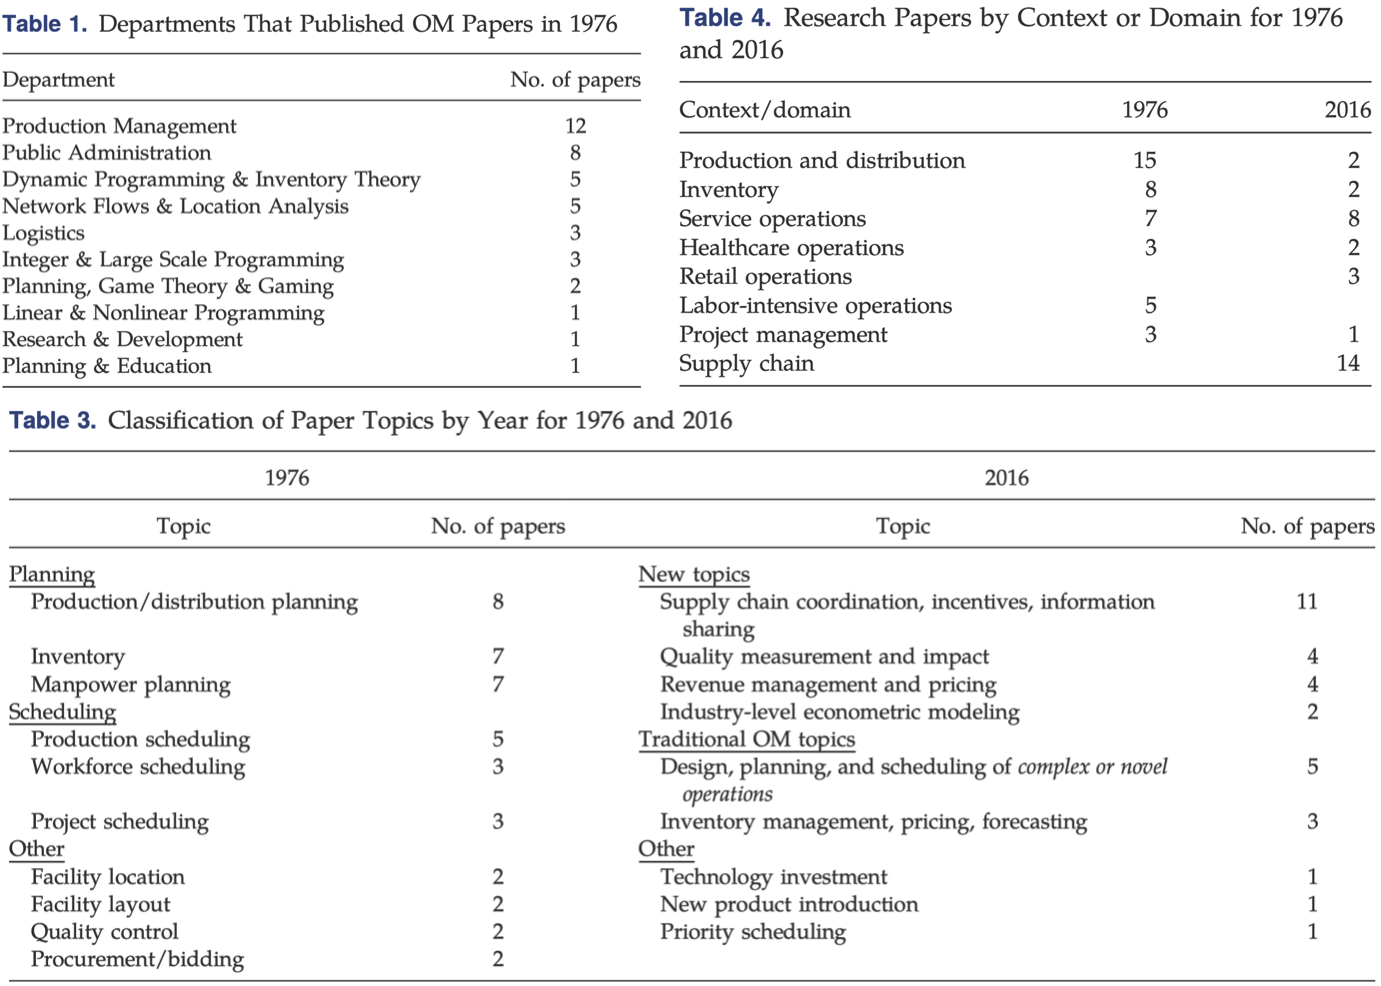 Table 1. Departments That Published OM Papers in 1976
Department No. of papers
Production Management 12
Public Administration 8
Dynamic Programming & Inventory Theory 5
Network Flows & Location Analysis 5
Logistics 3
Integer & Large Scale Programming 3
Planning, Game Theory & Gaming 2
Linear & Nonlinear Programming 1
Research & Development 1
Planning & Education 1
Table 4. Research Papers by Context or Domain for 1976
and 2016
Context/domain 1976 2016
Production and distribution 15 2
Inventory 8 2
Service operations 7 8
Healthcare operations 3 2
Retail operations 3
Labor-intensive operations 5
Project management 3 1
Supply chain 14
Table 3. Classification of Paper Topics by Year for 1976 and 2016
1976 2016
Topic No. of papers Topic No. of papers
Planning New topics
Production/distribution planning 8 Supply chain coordination, incentives, information 11
sharing
Inventory 7 Quality measurement and impact 4
Manpower planning 7 Revenue management and pricing 4
Scheduling Industry-level econometric modeling 2
Production scheduling 5 Traditional OM topics
Workforce scheduling 3 Design, planning, and scheduling of complex or novel 5
operations
Project scheduling 3 Inventory management, pricing, forecasting 3
Other Other
Facility location 2 Technology investment 1
Facility layout 2 New product introduction 1
Quality control 2 Priority scheduling 1
Procurement/bidding 2